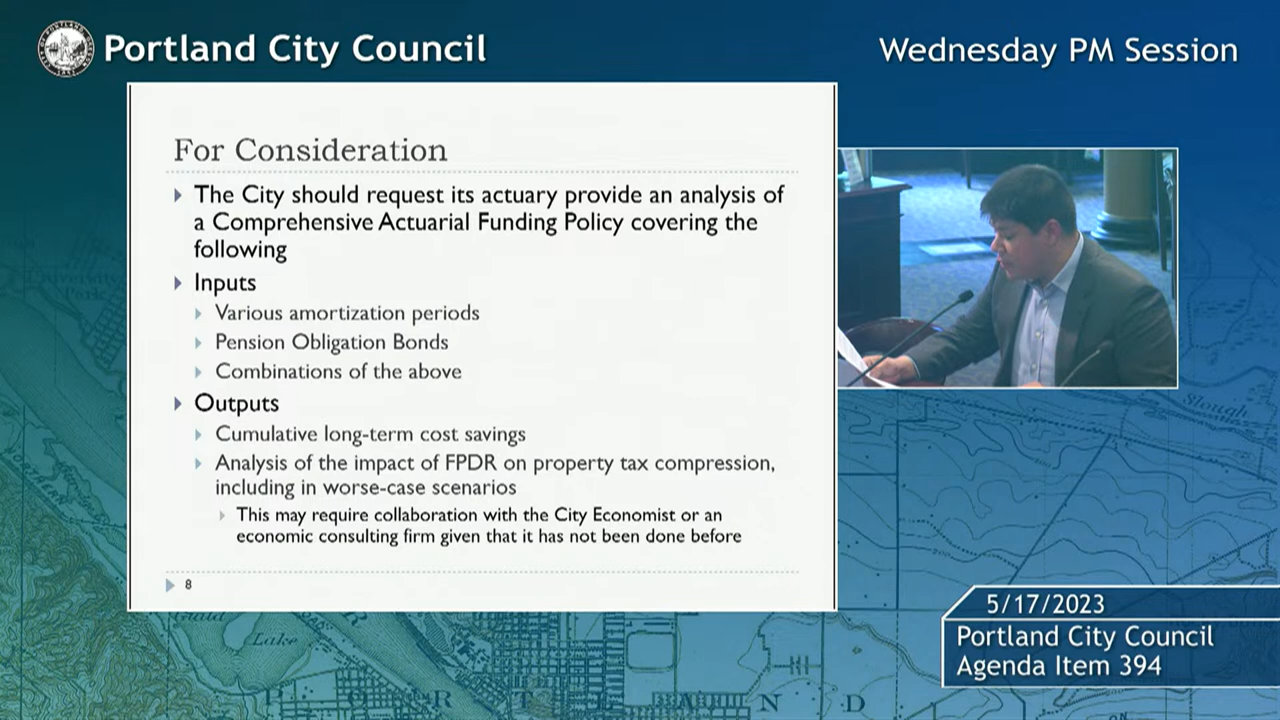 Portland City Council
Wednesday PM Session
For Consideration
The City should request its actuary provide an analysis of
a Comprehensive Actuarial Funding Policy covering the
following
Inputs
Various amortization periods
Pension Obligation Bonds
Combinations of the above
Outputs
Cumulative long-term cost savings
Analysis of the impact of FPDR on property tax compression,
including in worse-case scenarios
This may require collaboration with the City Economist or an
economic consulting firm given that it has not been done before
8
Slough
Guild
Lake
R T L A N D
5/17/2023
Portland City Council
Agenda Item 394